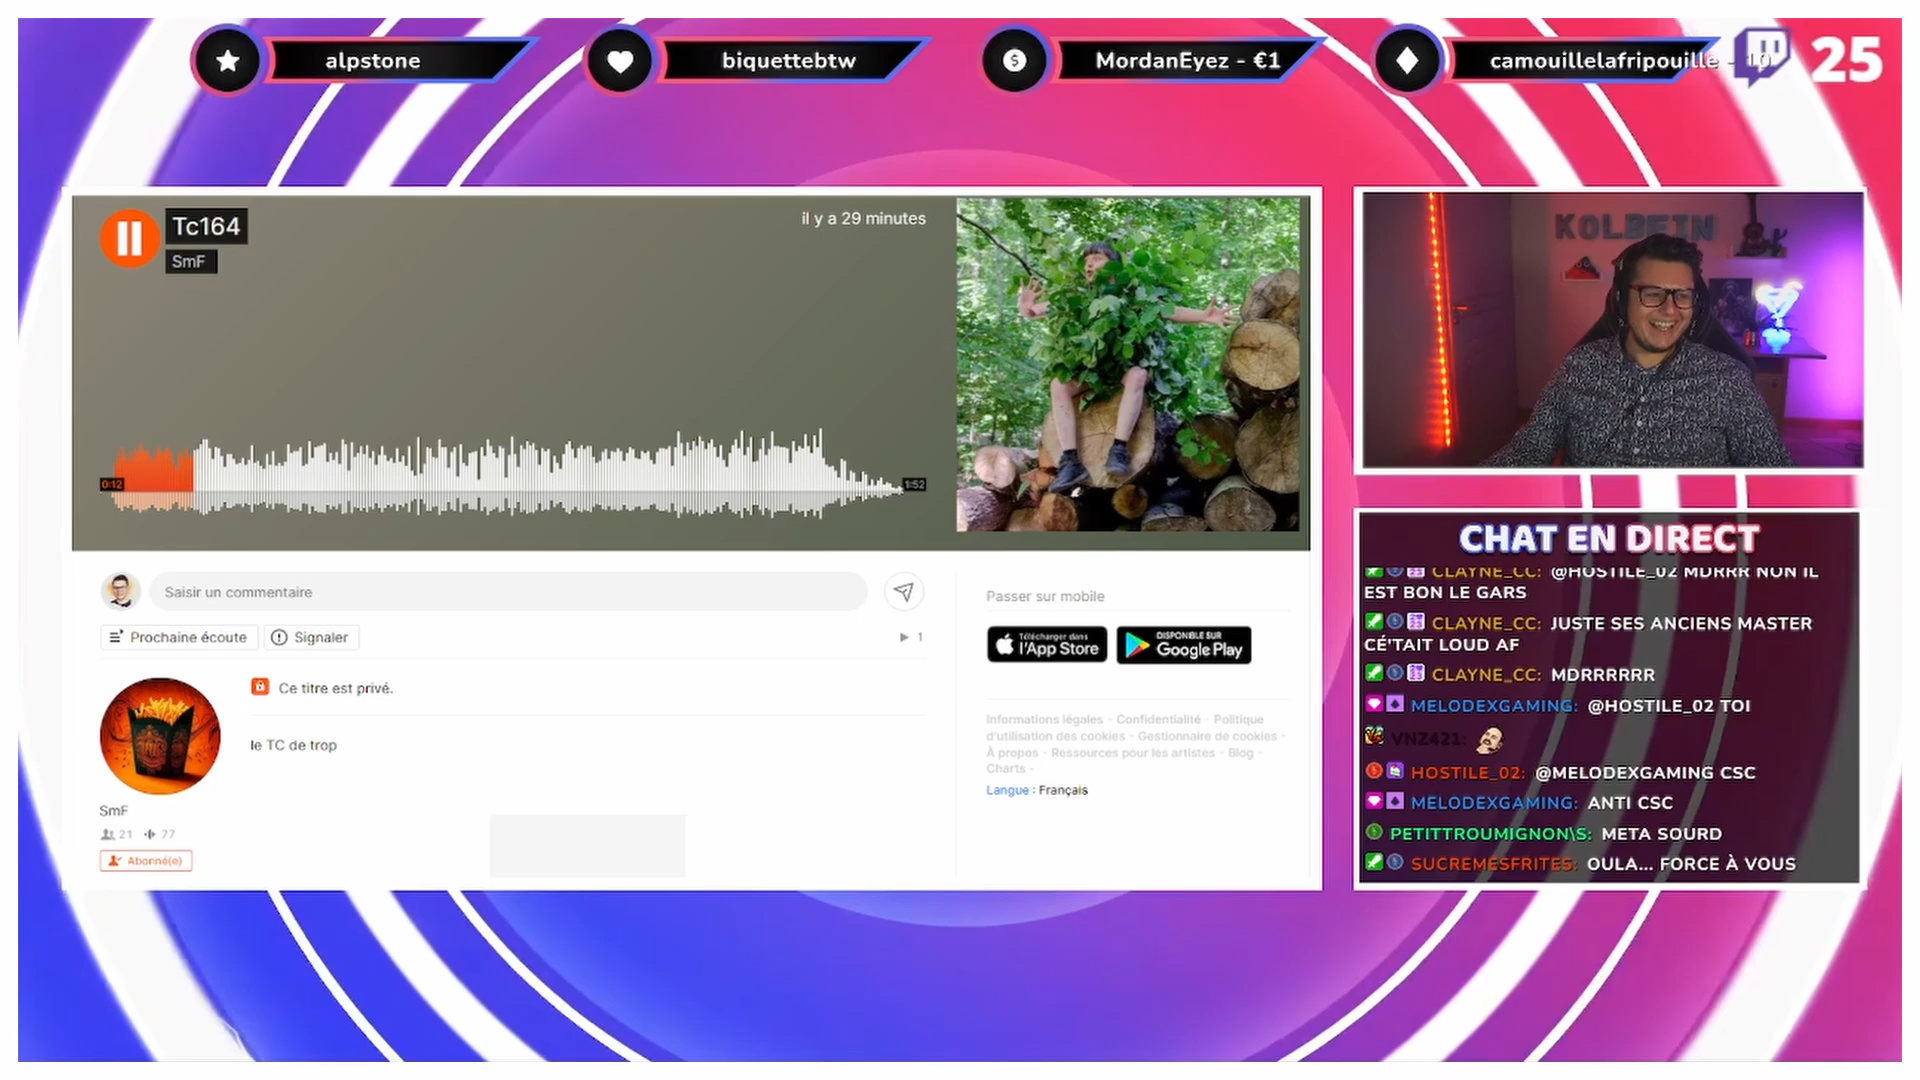 alpstone
biquettebtw
MordanEyez - €1
camouillelafripouille - 10
25
Tc164
SmF
il y a 29 minutes
0:12
1:52
KOLBEIN
Saisir un commentaire
Prochaine écoute
Signaler
1
Ce titre est privé.
le TC de trop
SmF
21
77
Abonné(e)
Passer sur mobile
Télécharger dans
l'App Store
DISPONIBLE SUR
Google Play
Informations légales - Confidentialité - Politique
d'utilisation des cookies - Gestionnaire de cookies -
À propos - Ressources pour les artistes - Blog -
Charts -
Langue : Français
CHAT EN DIRECT
CLAYNE_CC: @HOSTILE_02 MDRRR NON IL
EST BON LE GARS
CLAYNE_CC: JUSTE SES ANCIENS MASTER
CÉ'TAIT LOUD AF
CLAYNE_CC: MDRRRRRR
MELODEXGAMING: @HOSTILE_02 TOI
VNZ421:
HOSTILE_02: @MELODEXGAMING CSC
MELODEXGAMING: ANTI CSC
PETITTROUMIGNON\S: META SOURD
SUCREMESFRITES: OULA... FORCE À VOUS